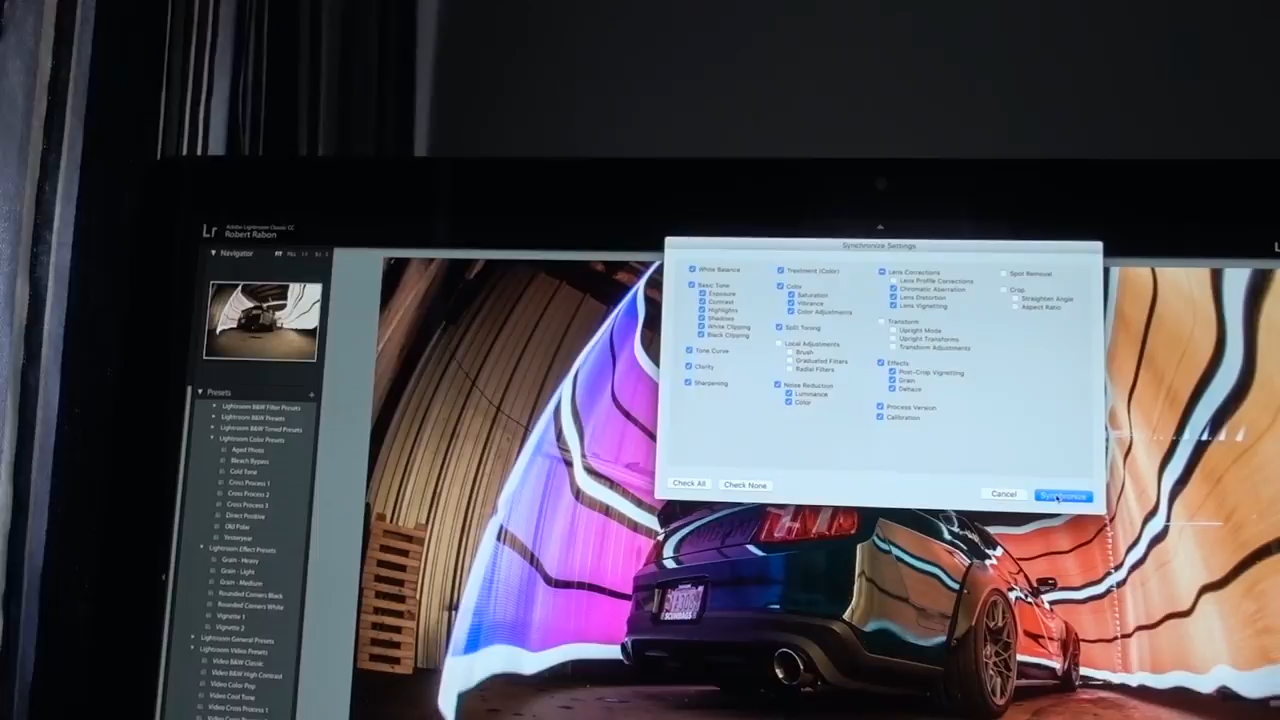 Lr
Adobe Lightroom Classic CC
Robert Rabon
Navigator
FIT
Synchronize Settings
White Balance
Basic Tone
Exposure
Contrast
Highlights
Shadows
White Clipping
Black Clipping
Tone Curve
Clarity
Sharpening
Treatment (Color)
Color
Saturation
Vibrance
Color Adjustments
Split Toning
Local Adjustments
Brush
Graduated Filters
Radial Filters
Noise Reduction
Luminance
Color
Lens Corrections
Lens Profile Corrections
Chromatic Aberration
Lens Distortion
Lens Vignetting
Transform
Upright Mode
Upright Transforms
Transform Adjustments
Effects
Post-Crop Vignetting
Grain
Dehaze
Process Version
Calibration
Spot Removal
Crop
Straighten Angle
Aspect Ratio
Check All
Check None
Cancel
Synchronize
Presets
Lightroom B&W Filter Presets
Lightroom B&W Presets
Lightroom B&W Toned Presets
Lightroom Color Presets
Aged Photo
Bleach Bypass
Cold Tone
Cross Process 1
Cross Process 2
Cross Process 3
Direct Positive
Old Polar
Yesteryear
Lightroom Effect Presets
Grain - Heavy
Grain - Light
Grain - Medium
Rounded Corners Black
Rounded Corners White
Vignette 1
Vignette 2
Lightroom General Presets
Lightroom Video Presets
Video B&W Classic
Video B&W High Contrast
Video Color Pop
Video Cool Tone
Video Cross Process 1
SCUMBAGS